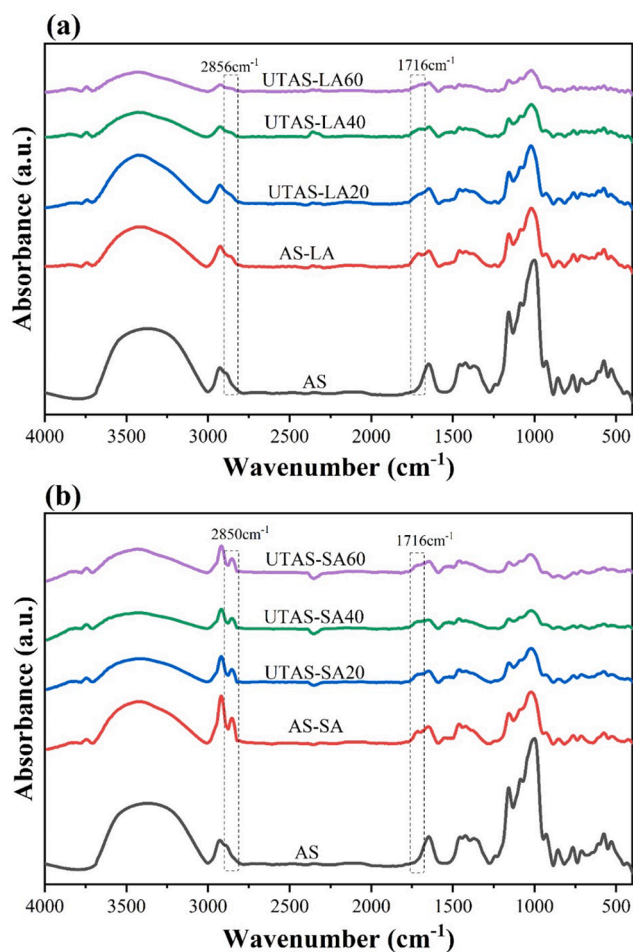 (a)
2856cm⁻¹
1716cm⁻¹
UTAS-LA60
UTAS-LA40
UTAS-LA20
AS-LA
AS
Absorbance (a.u.)
4000 3500 3000 2500 2000 1500 1000 500
Wavenumber (cm⁻¹)
(b)
2850cm⁻¹
1716cm⁻¹
UTAS-SA60
UTAS-SA40
UTAS-SA20
AS-SA
AS
Absorbance (a.u.)
4000 3500 3000 2500 2000 1500 1000 500
Wavenumber (cm⁻¹)